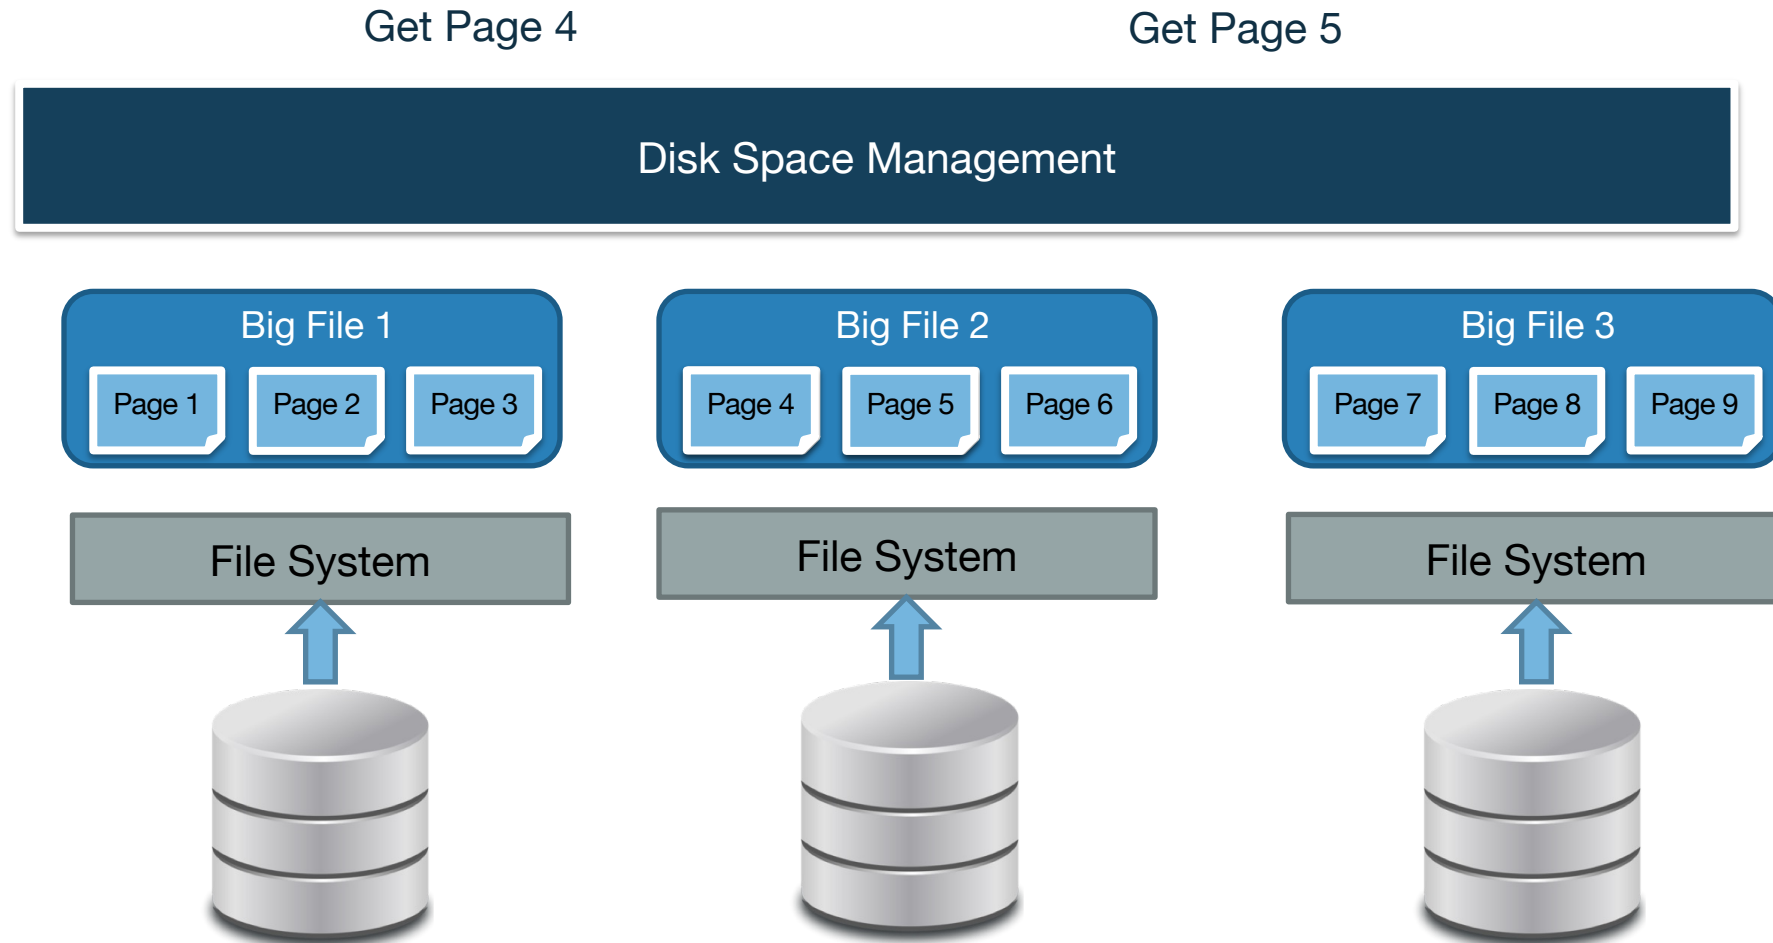 Get Page 4
Get Page 5
Disk Space Management
Big File 1
Page 1
Page 2
Page 3
Big File 2
Page 4
Page 5
Page 6
Big File 3
Page 7
Page 8
Page 9
File System
File System
File System